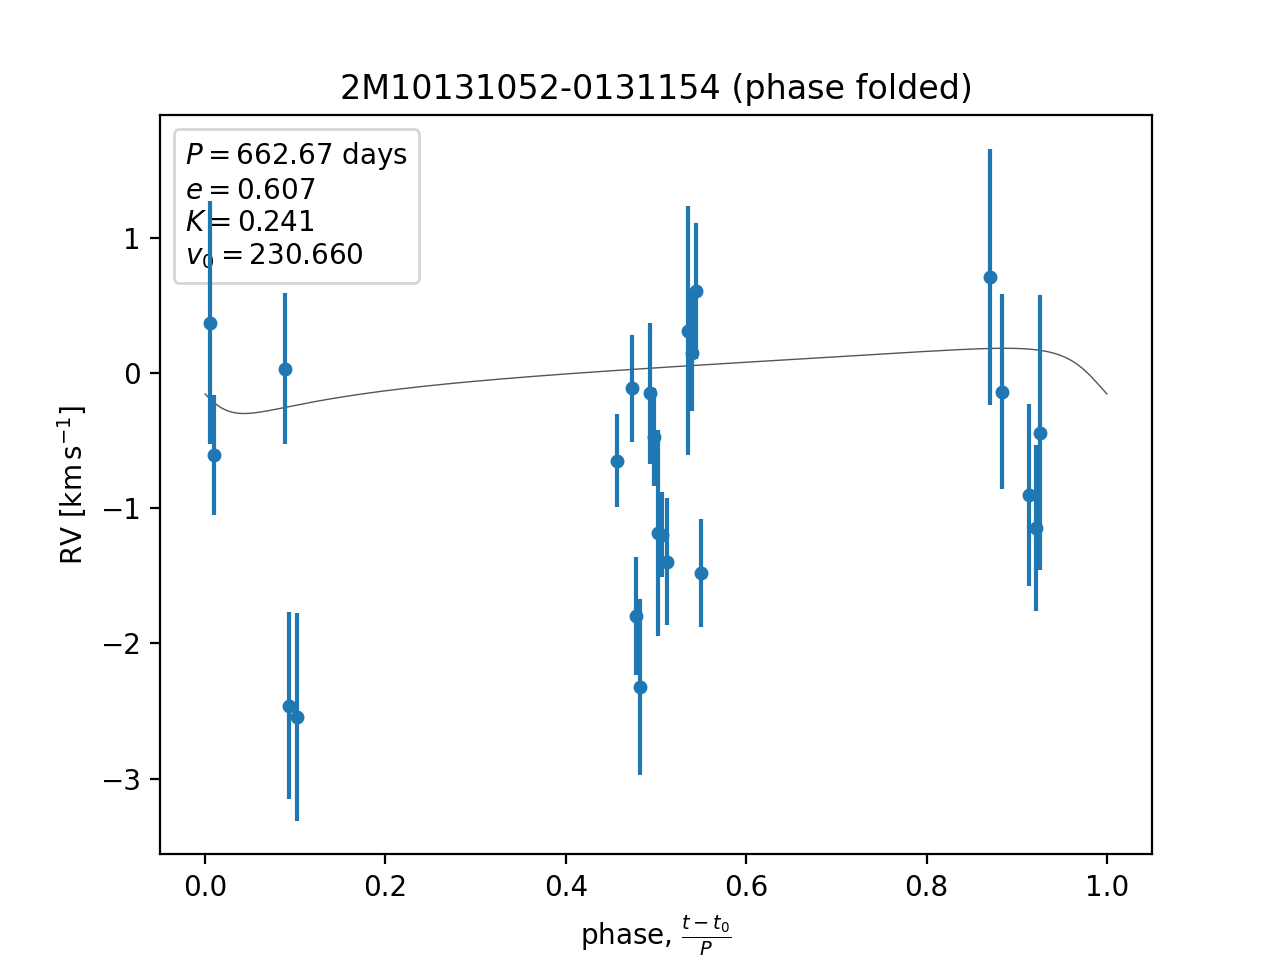 2M10131052-0131154 (phase folded)
P = 662.67 days
e = 0.607
K = 0.241
v₀ = 230.660
1
0
−1
−2
−3
RV [km s⁻¹]
0.0 0.2 0.4 0.6 0.8 1.0
phase, (t − t₀)/P